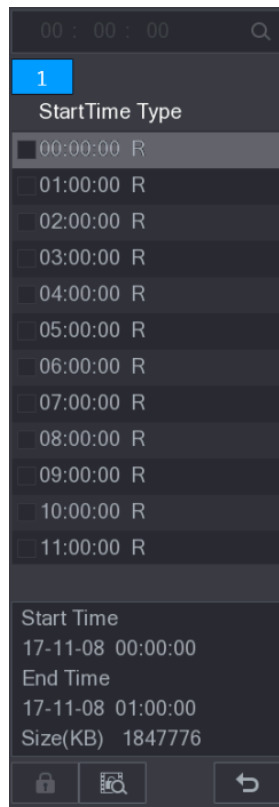 00 : 00 : 00
1
StartTime Type
00:00:00 R
01:00:00 R
02:00:00 R
03:00:00 R
04:00:00 R
05:00:00 R
06:00:00 R
07:00:00 R
08:00:00 R
09:00:00 R
10:00:00 R
11:00:00 R
Start Time
17-11-08 00:00:00
End Time
17-11-08 01:00:00
Size(KB) 1847776